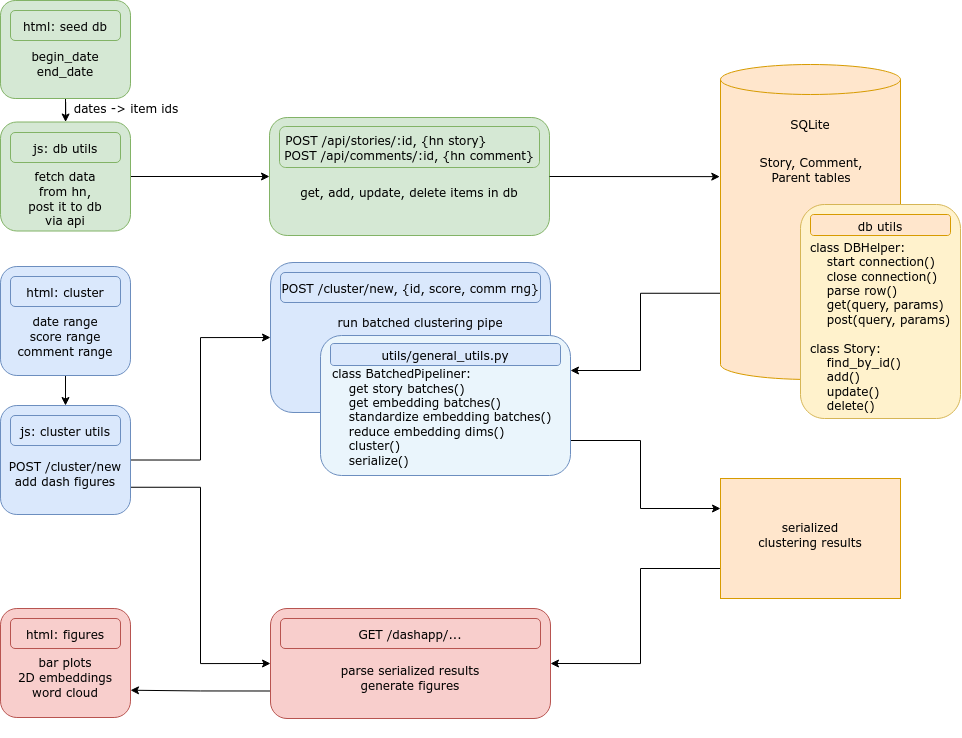 html: seed db
begin_date
end_date
dates -> item ids
js: db utils
fetch data
from hn,
post it to db
via api
POST /api/stories/:id, {hn story}
POST /api/comments/:id, {hn comment}
get, add, update, delete items in db
SQLite
Story, Comment,
Parent tables
db utils
class DBHelper:
start connection()
close connection()
parse row()
get(query, params)
post(query, params)
class Story:
find_by_id()
add()
update()
delete()
html: cluster
date range
score range
comment range
js: cluster utils
POST /cluster/new
add dash figures
POST /cluster/new, {id, score, comm rng}
run batched clustering pipe
utils/general_utils.py
class BatchedPipeliner:
get story batches()
get embedding batches()
standardize embedding batches()
reduce embedding dims()
cluster()
serialize()
serialized
clustering results
html: figures
bar plots
2D embeddings
word cloud
GET /dashapp/...
parse serialized results
generate figures